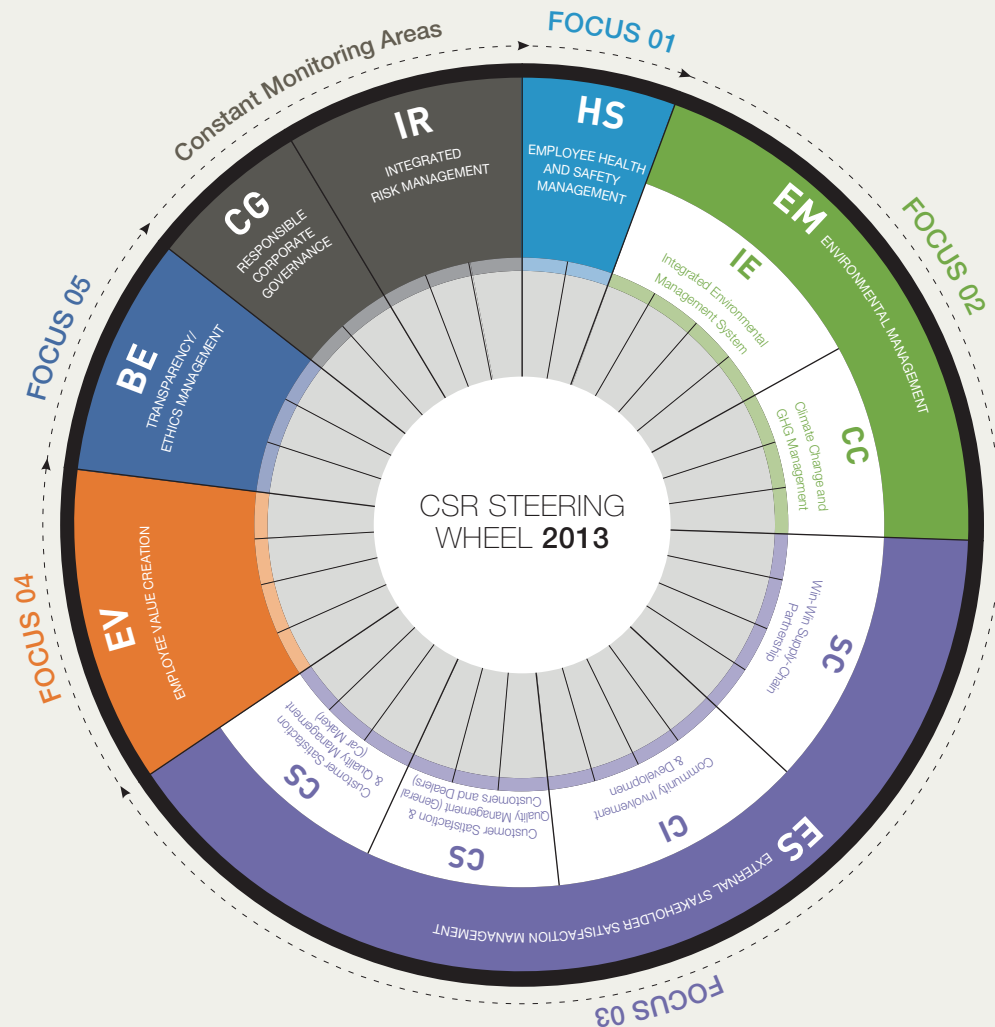 Constant Monitoring Areas
FOCUS 01
HS
EMPLOYEE HEALTH
AND SAFETY
MANAGEMENT
FOCUS 02
EM
ENVIRONMENTAL MANAGEMENT
IE
Integrated Environmental
Management System
CC
Climate Change and
GHG Management
FOCUS 03
ES
EXTERNAL STAKEHOLDER SATISFACTION MANAGEMENT
SC
Win-Win Supply-Chain
Partnership
CI
Community Involvement
& Developmen
CS
Customer Satisfaction &
Quality Management (General
Customers and Dealers)
CS
Customer Satisfaction
& Quality Management
(Car Maker)
FOCUS 04
EV
EMPLOYEE VALUE CREATION
FOCUS 05
BE
TRANSPARENCY/
ETHICS MANAGEMENT
CG
RESPONSIBLE
CORPORATE
GOVERNANCE
IR
INTEGRATED
RISK MANAGEMENT
CSR STEERING
WHEEL 2013